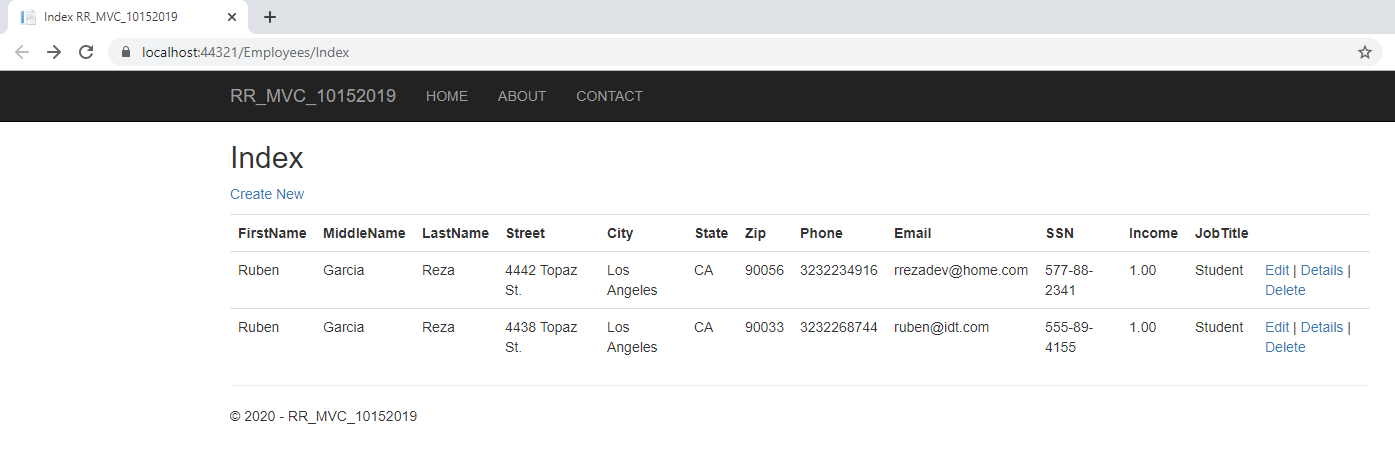 Index RR_MVC_10152019
localhost:44321/Employees/Index
RR_MVC_10152019 HOME ABOUT CONTACT
Index
Create New
FirstName MiddleName LastName Street City State Zip Phone Email SSN Income JobTitle
Ruben Garcia Reza 4442 Topaz Los CA 90056 3232234916 rrezadev@home.com 577-88- 1.00 Student Edit | Details |
St. Angeles 2341 Delete
Ruben Garcia Reza 4438 Topaz Los CA 90033 3232268744 ruben@idt.com 555-89- 1.00 Student Edit | Details |
St. Angeles 4155 Delete
© 2020 - RR_MVC_10152019